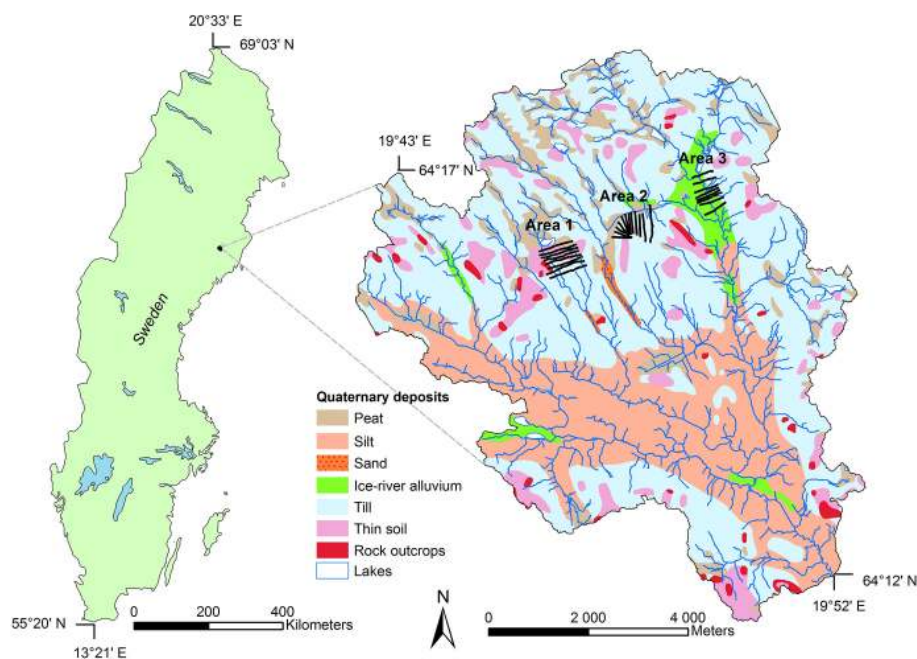 20°33' E
69°03' N
19°43' E
64°17' N
Area 3
Area 2
Area 1
Sweden
Quaternary deposits
Peat
Silt
Sand
Ice-river alluvium
Till
Thin soil
Rock outcrops
Lakes
64°12' N
19°52' E
55°20' N
13°21' E
0 200 400
Kilometers
N
0 2 000 4 000
Meters